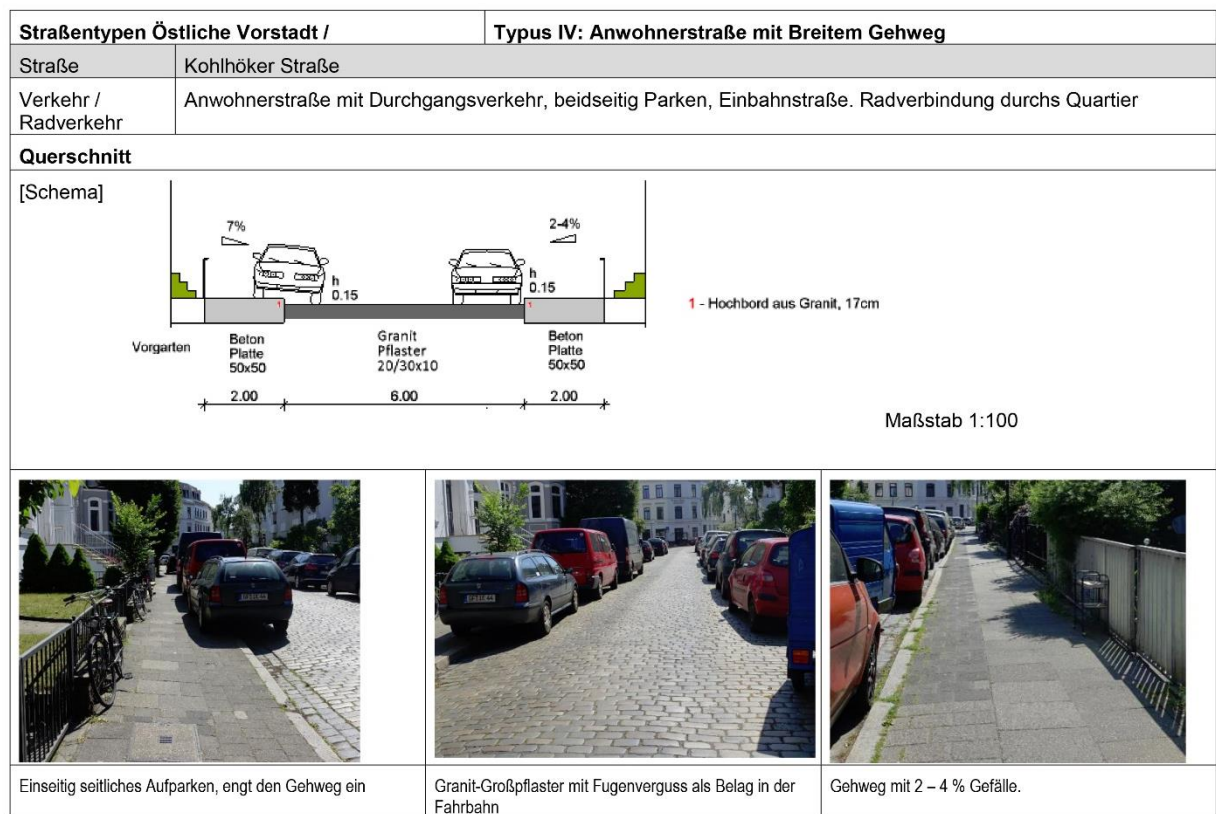 Straßentypen Östliche Vorstadt /
Typus IV: Anwohnerstraße mit Breitem Gehweg
Straße
Kohlhöker Straße
Verkehr /
Radverkehr
Anwohnerstraße mit Durchgangsverkehr, beidseitig Parken, Einbahnstraße. Radverbindung durchs Quartier
Querschnitt
[Schema]
7%
2-4%
h
0.15
h
0.15
1
1
1 - Hochbord aus Granit, 17cm
Vorgarten
Beton
Platte
50x50
Granit
Pflaster
20/30x10
Beton
Platte
50x50
2.00
6.00
2.00
Maßstab 1:100
Einseitig seitliches Aufparken, engt den Gehweg ein
Granit-Großpflaster mit Fugenverguss als Belag in der
Fahrbahn
Gehweg mit 2 – 4 % Gefälle.